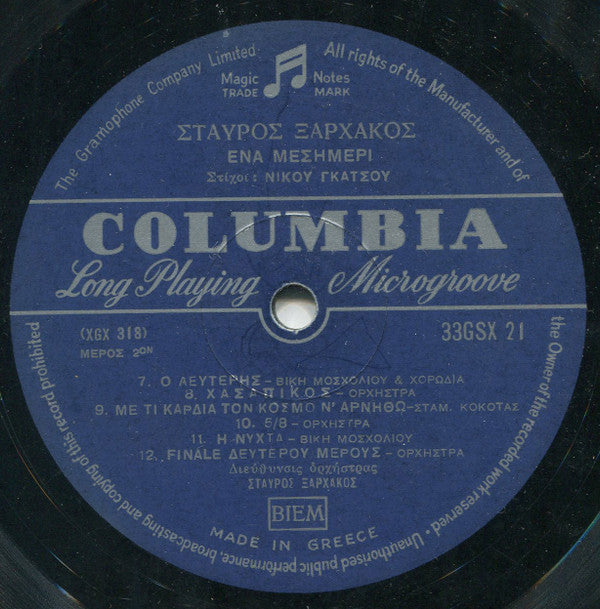 The Gramophone Company Limited.
All rights of the Manufacturer and of
the Owner of the recorded work reserved •
Unauthorised public performance, broadcasting and copying of this record prohibited
Magic Notes
TRADE MARK
ΣΤΑΥΡΟΣ ΞΑΡΧΑΚΟΣ
ΕΝΑ ΜΕΣΗΜΕΡΙ
Στίχοι : ΝΙΚΟΥ ΓΚΑΤΣΟΥ
COLUMBIA
Long Playing Microgroove
(XGX 318) 33GSX 21
ΜΕΡΟΣ 2ΟΝ
7. Ο ΛΕΥΤΕΡΗΣ – ΒΙΚΗ ΜΟΣΧΟΛΙΟΥ & ΧΟΡΩΔΙΑ
8. ΧΑΣΑΠΙΚΟΣ – ΟΡΧΗΣΤΡΑ
9. ΜΕ ΤΙ ΚΑΡΔΙΑ ΤΟΝ ΚΟΣΜΟ Ν' ΑΡΝΗΘΩ – ΣΤΑΜ. ΚΟΚΟΤΑΣ
10. 5/8 – ΟΡΧΗΣΤΡΑ
11. Η ΝΥΧΤΑ – ΒΙΚΗ ΜΟΣΧΟΛΙΟΥ
12. FINALE ΔΕΥΤΕΡΟΥ ΜΕΡΟΥΣ – ΟΡΧΗΣΤΡΑ
Διεύθυνσις ὀρχήστρας
ΣΤΑΥΡΟΣ ΞΑΡΧΑΚΟΣ
BIEM
MADE IN GREECE